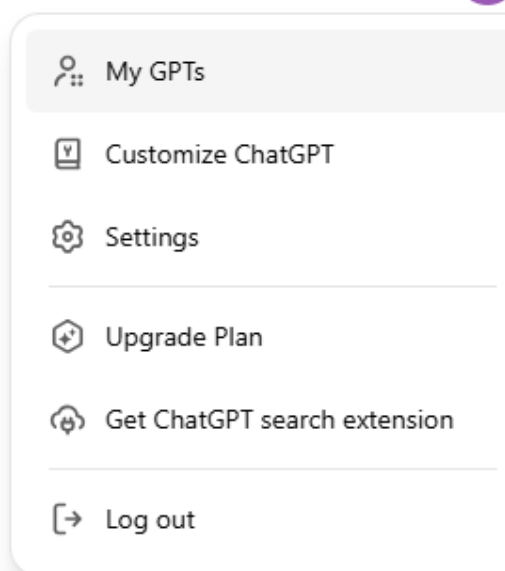 My GPTs
Customize ChatGPT
Settings
Upgrade Plan
Get ChatGPT search extension
Log out